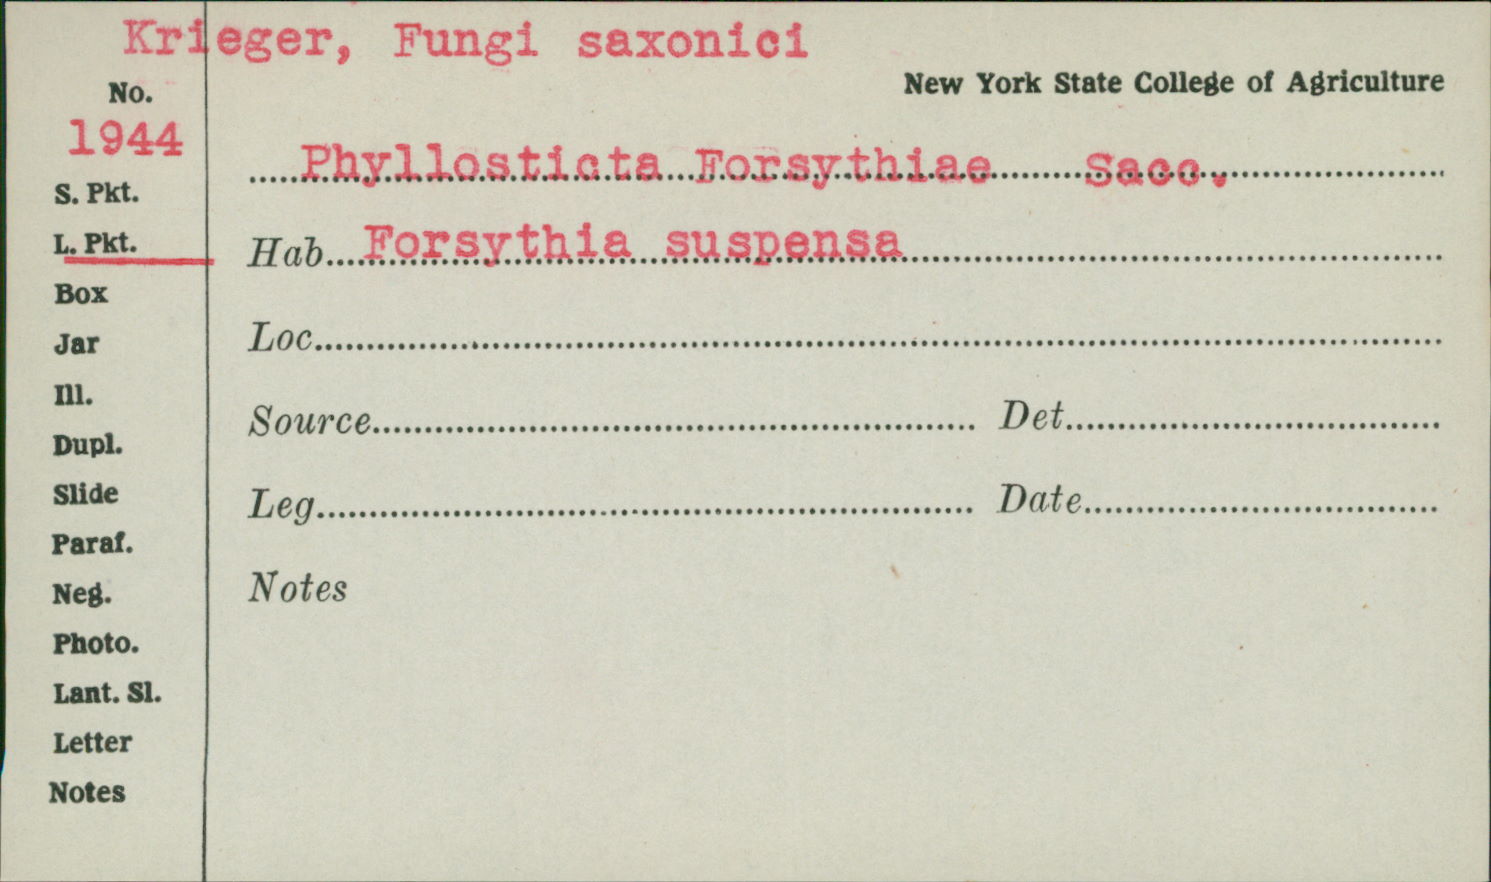 Krieger, Fungi saxonici
New York State College of Agriculture
No.
1944
Phyllosticta Forsythiae Sacc.
S. Pkt.
L. Pkt.
Hab. Forsythia suspensa
Box
Jar
Loc.
Ill.
Source
Det.
Dupl.
Slide
Leg.
Date
Paraf.
Neg.
Notes
Photo.
Lant. Sl.
Letter
Notes